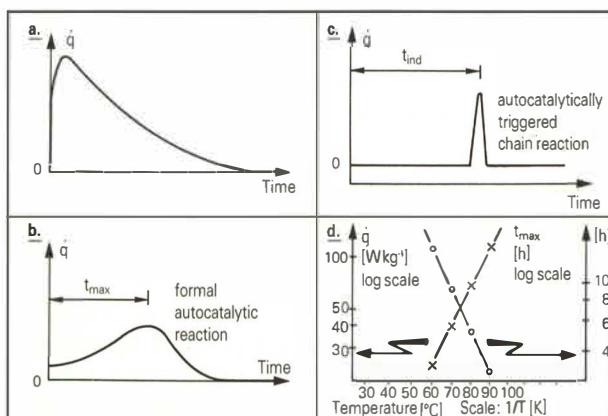 a.
q̇
0
Time
b.
q̇
t_max
formal
autocatalytic
reaction
0
Time
c.
q̇
t_ind
autocatalytically
triggered
chain reaction
0
Time
d.
q̇
[Wkg⁻¹]
log scale
t_max
[h]
log scale
[h]
100
50
40
30
10
8
6
4
30 40 50 60 70 80 90 100
Temperature [°C] Scale: 1/T [K]